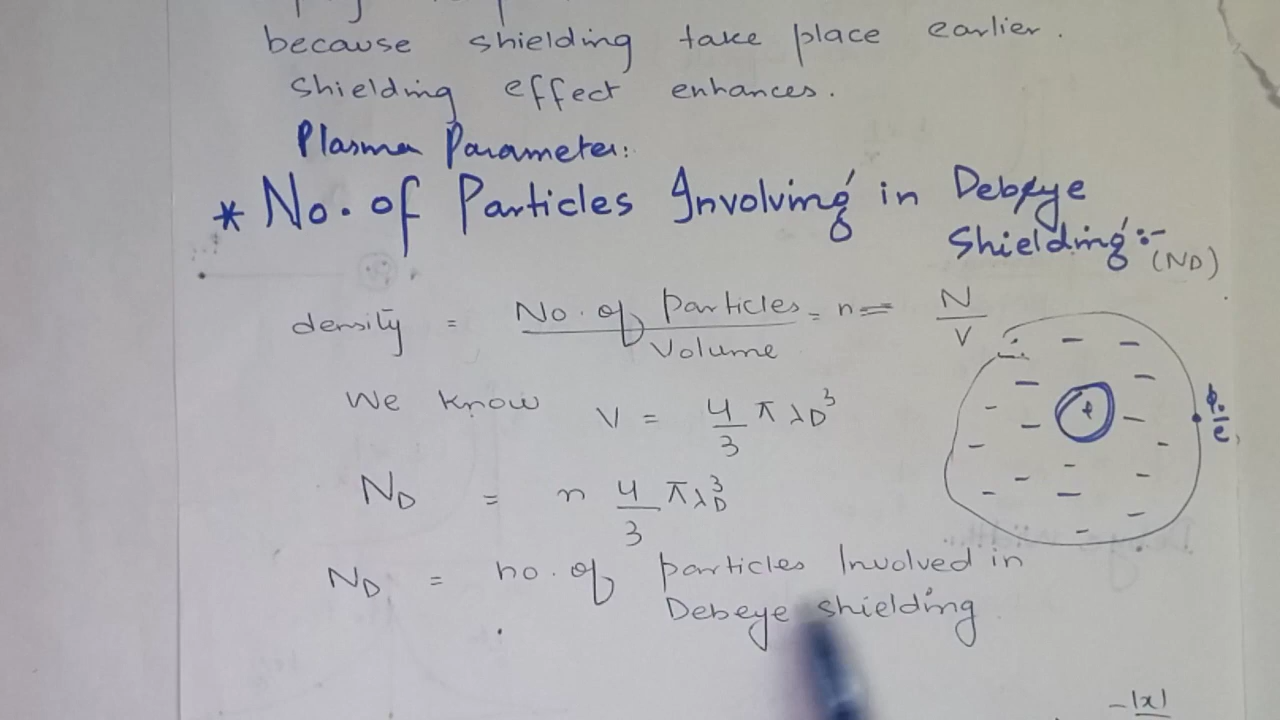 because shielding take place earlier.
shielding effect enhances.
Plasma Parameter:
* No. of Particles Involving in Debeye
Shielding:- (ND)
density = No. of particles / Volume = n = N / V
We know V = 4/3 π λD³
φ₀/e
ND = n 4/3 π λD³
ND = no. of particles Involved in
Debeye shielding
-|x|